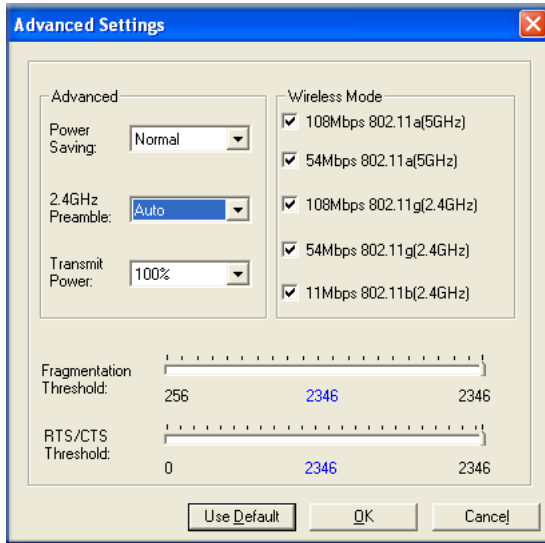 Advanced Settings
Advanced
Power Saving:
Normal
2.4GHz Preamble:
Auto
Transmit Power:
100%
Wireless Mode
108Mbps 802.11a(5GHz)
54Mbps 802.11a(5GHz)
108Mbps 802.11g(2.4GHz)
54Mbps 802.11g(2.4GHz)
11Mbps 802.11b(2.4GHz)
Fragmentation Threshold:
256 2346 2346
RTS/CTS Threshold:
0 2346 2346
Use Default OK Cancel